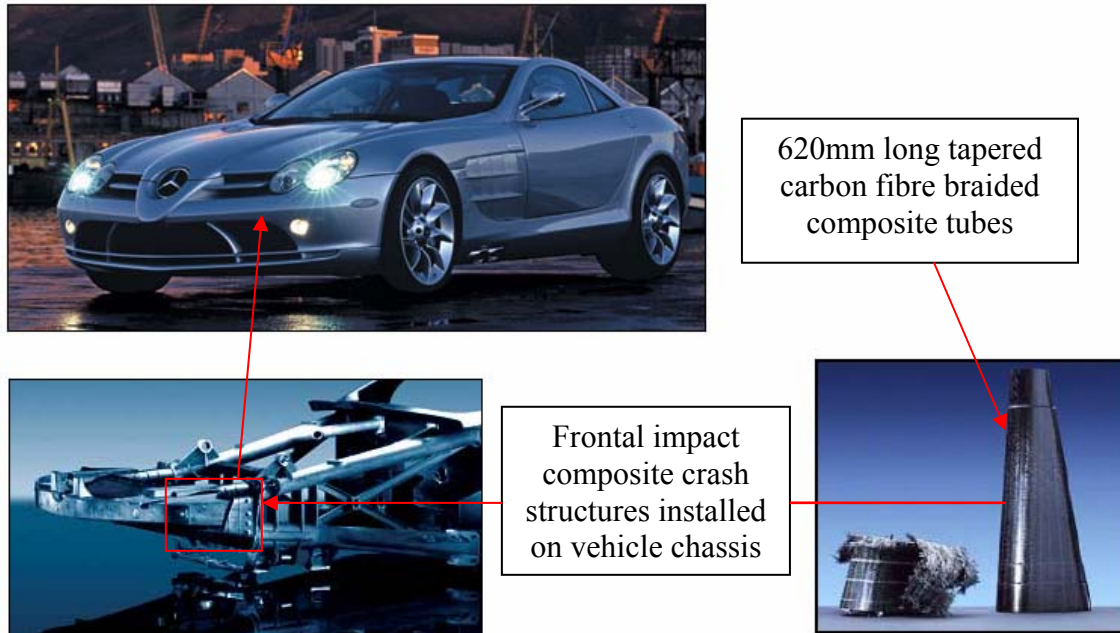 620mm long tapered
carbon fibre braided
composite tubes
Frontal impact
composite crash
structures installed
on vehicle chassis